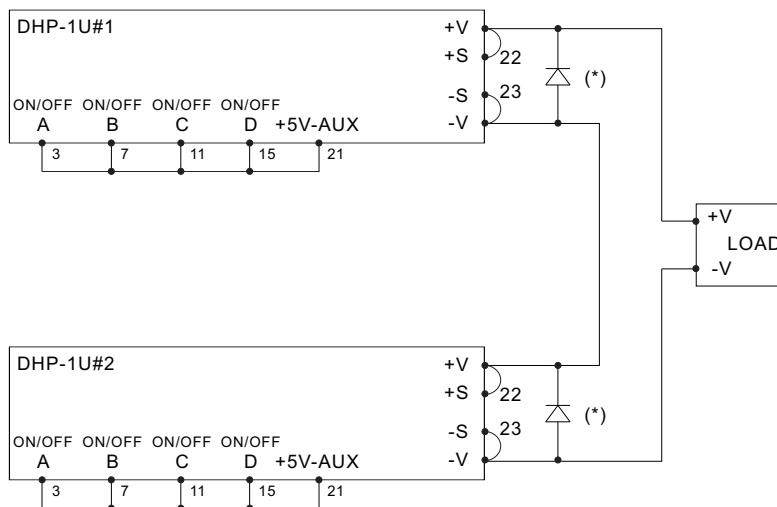 DHP-1U#1
+V
+S 22
(*)
-S 23
-V
ON/OFF ON/OFF ON/OFF ON/OFF
A B C D +5V-AUX
3 7 11 15 21
+V
LOAD
-V
DHP-1U#2
+V
+S 22
(*)
-S 23
-V
ON/OFF ON/OFF ON/OFF ON/OFF
A B C D +5V-AUX
3 7 11 15 21